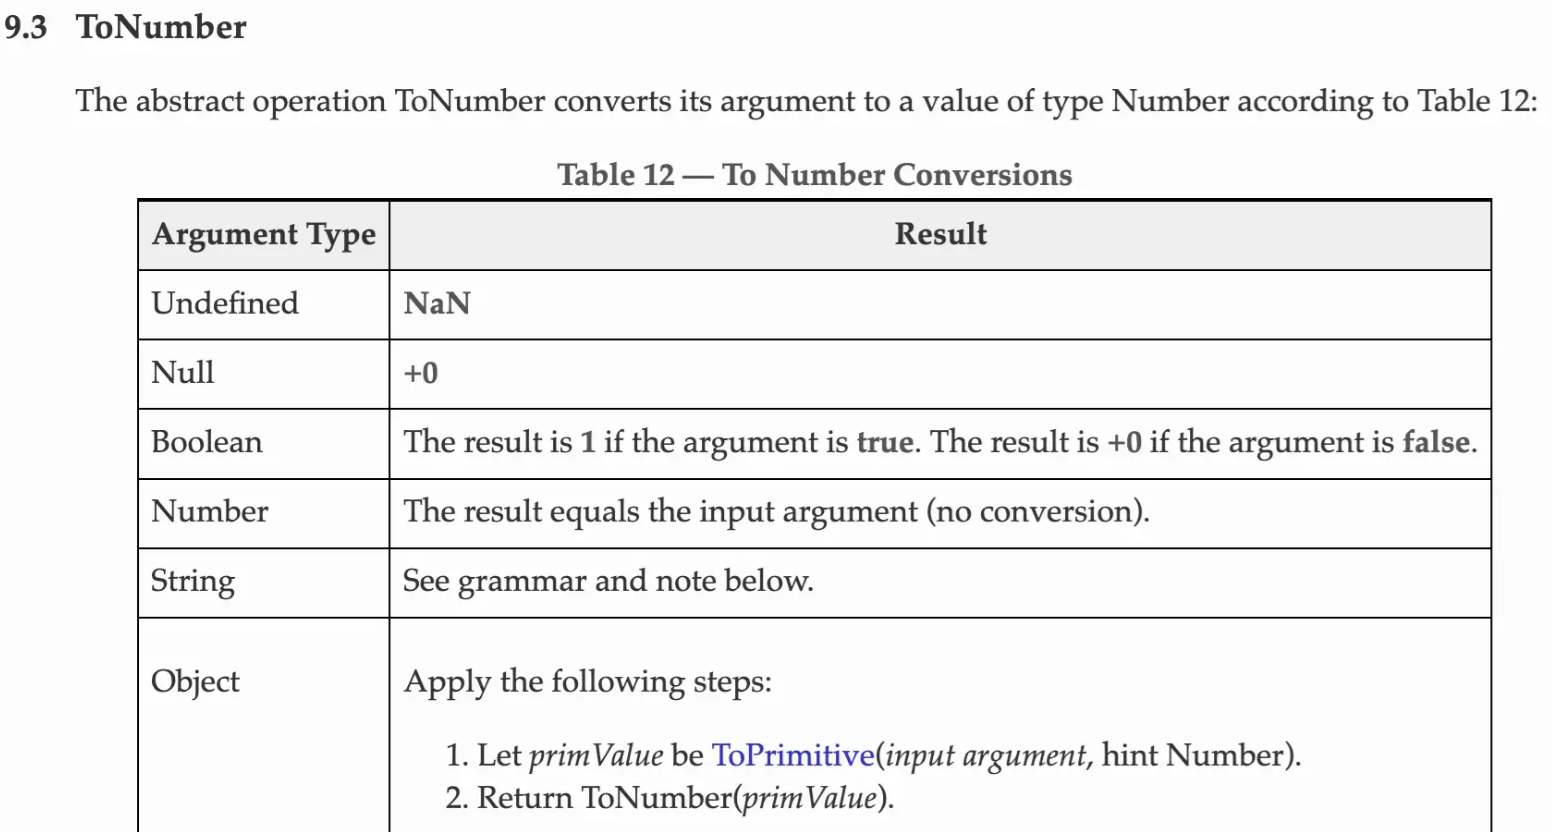 9.3 ToNumber
The abstract operation ToNumber converts its argument to a value of type Number according to Table 12:
Table 12 — To Number Conversions
Argument Type Result
Undefined NaN
Null +0
Boolean The result is 1 if the argument is true. The result is +0 if the argument is false.
Number The result equals the input argument (no conversion).
String See grammar and note below.
Object Apply the following steps:
1. Let primValue be ToPrimitive(input argument, hint Number).
2. Return ToNumber(primValue).